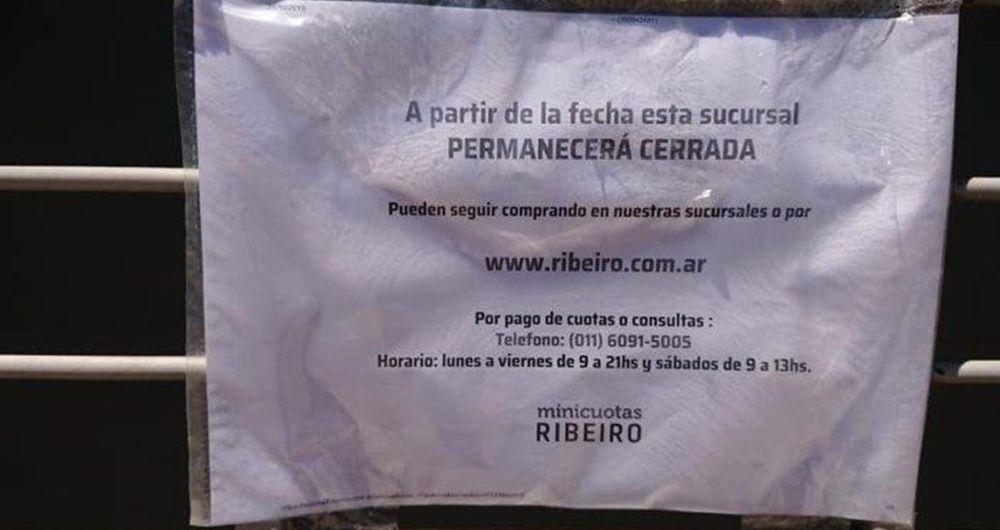 A partir de la fecha esta sucursal
PERMANECERÁ CERRADA
Pueden seguir comprando en nuestras sucursales o por
www.ribeiro.com.ar
Por pago de cuotas o consultas :
Telefono: (011) 6091-5005
Horario: lunes a viernes de 9 a 21hs y sábados de 9 a 13hs.
minicuotas
RIBEIRO